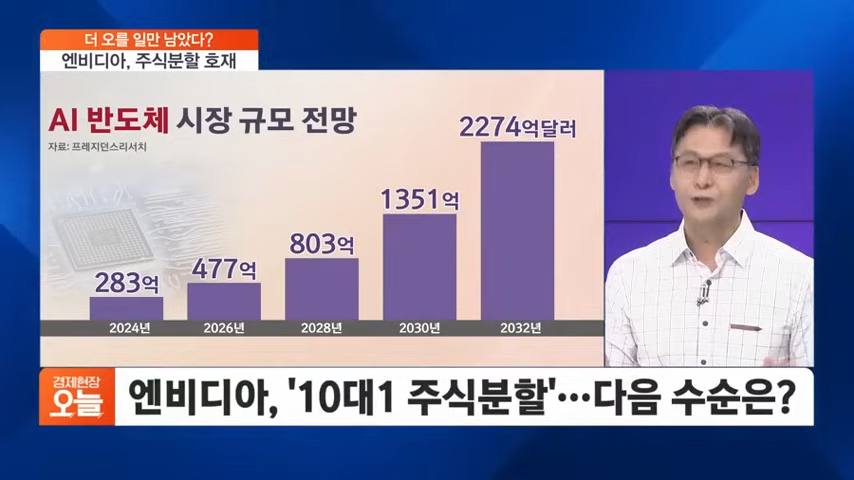 더 오를 일만 남았다?
엔비디아, 주식분할 호재
AI 반도체 시장 규모 전망
자료: 프레지던스리서치
283억
477억
803억
1351억
2274억달러
2024년
2026년
2028년
2030년
2032년
경제현장
오늘
엔비디아, '10대1 주식분할'…다음 수순은?